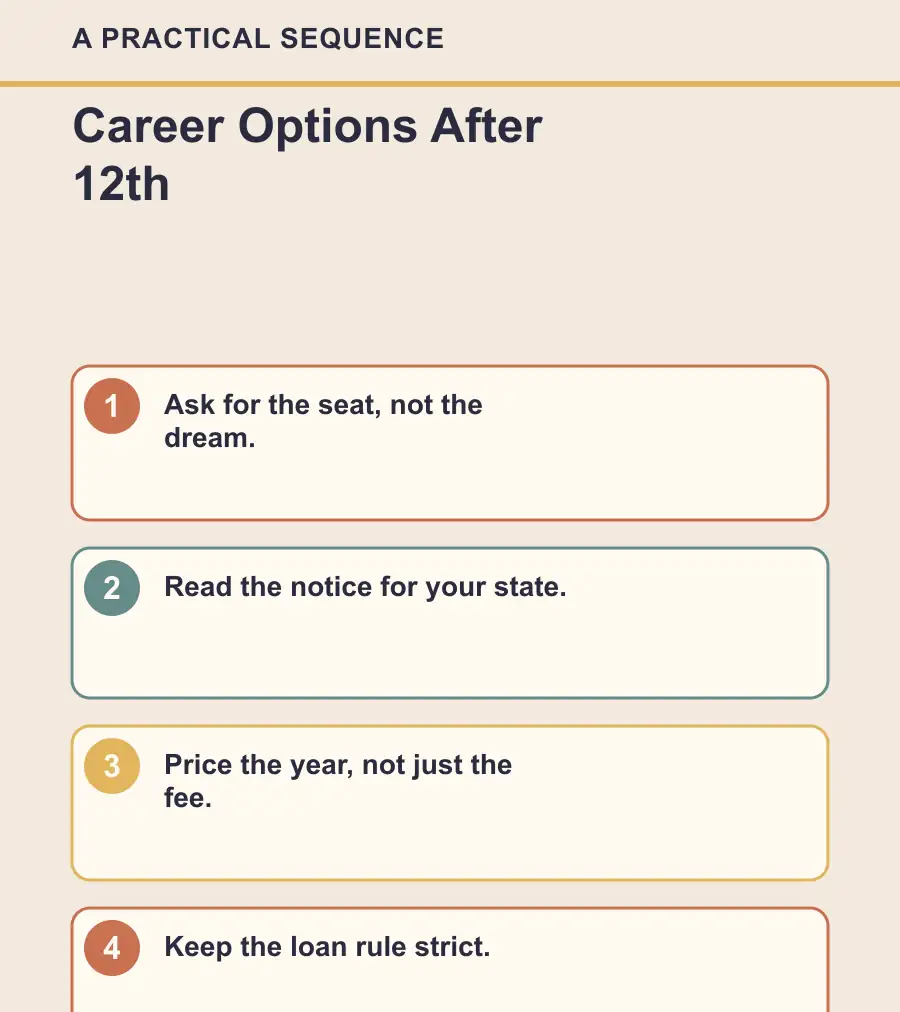 A PRACTICAL SEQUENCE
Career Options After
12th
1
Ask for the seat, not the
dream.
2
Read the notice for your state.
3
Price the year, not just the
fee.
4
Keep the loan rule strict.